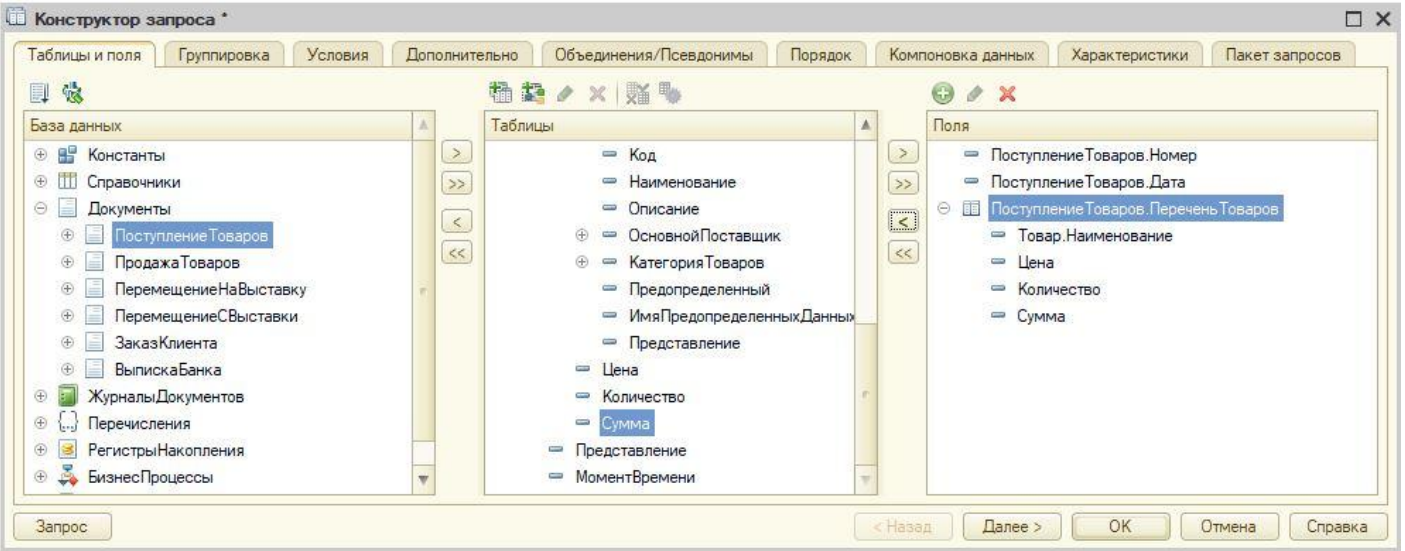 Конструктор запроса *
Таблицы и поля Группировка Условия Дополнительно Объединения/Псевдонимы Порядок Компоновка данных Характеристики Пакет запросов
База данных
Константы
Справочники
Документы
ПоступлениеТоваров
ПродажаТоваров
ПеремещениеНаВыставку
ПеремещениеСВыставки
ЗаказКлиента
ВыпискаБанка
ЖурналыДокументов
Перечисления
РегистрыНакопления
БизнесПроцессы
>
>>
<
<<
Таблицы
Код
Наименование
Описание
ОсновнойПоставщик
КатегорияТоваров
Предопределенный
ИмяПредопределенныхДанных
Представление
Цена
Количество
Сумма
Представление
МоментВремени
>
>>
<
<<
Поля
ПоступлениеТоваров.Номер
ПоступлениеТоваров.Дата
ПоступлениеТоваров.ПереченьТоваров
Товар.Наименование
Цена
Количество
Сумма
Запрос < Назад Далее > OK Отмена Справка